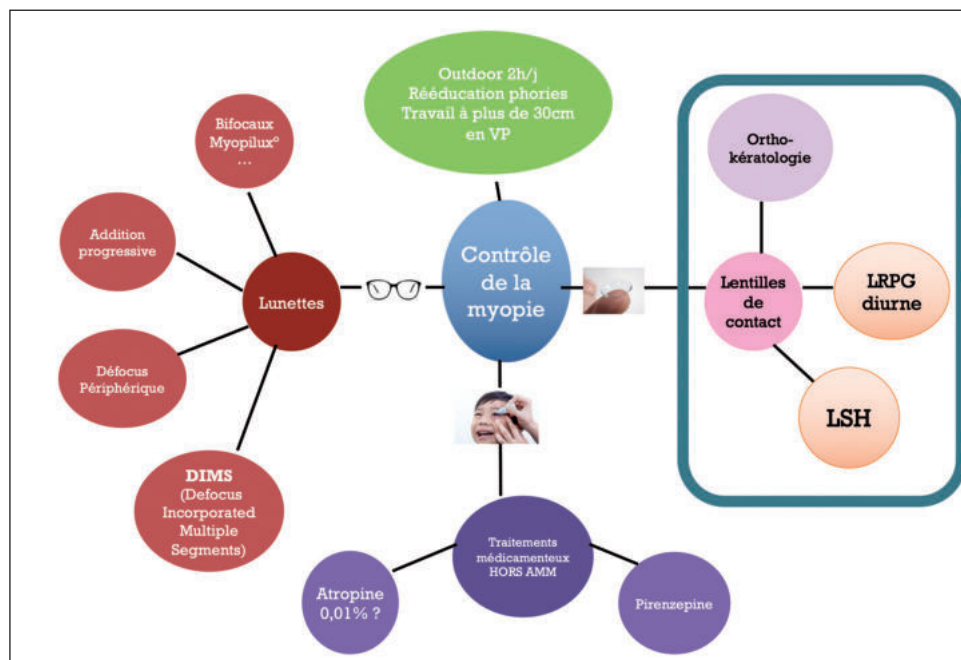 Outdoor 2h/j
Rééducation phories
Travail à plus de 30cm
en VP
Bifocaux
Myopilux°
...
Addition
progressive
Lunettes
Défocus
Périphérique
DIMS
(Defocus
Incorporated
Multiple
Segments)
Contrôle
de la
myopie
Ortho-
kératologie
Lentilles
de
contact
LRPG
diurne
LSH
Traitements
médicamenteux
HORS AMM
Atropine
0,01% ?
Pirenzepine